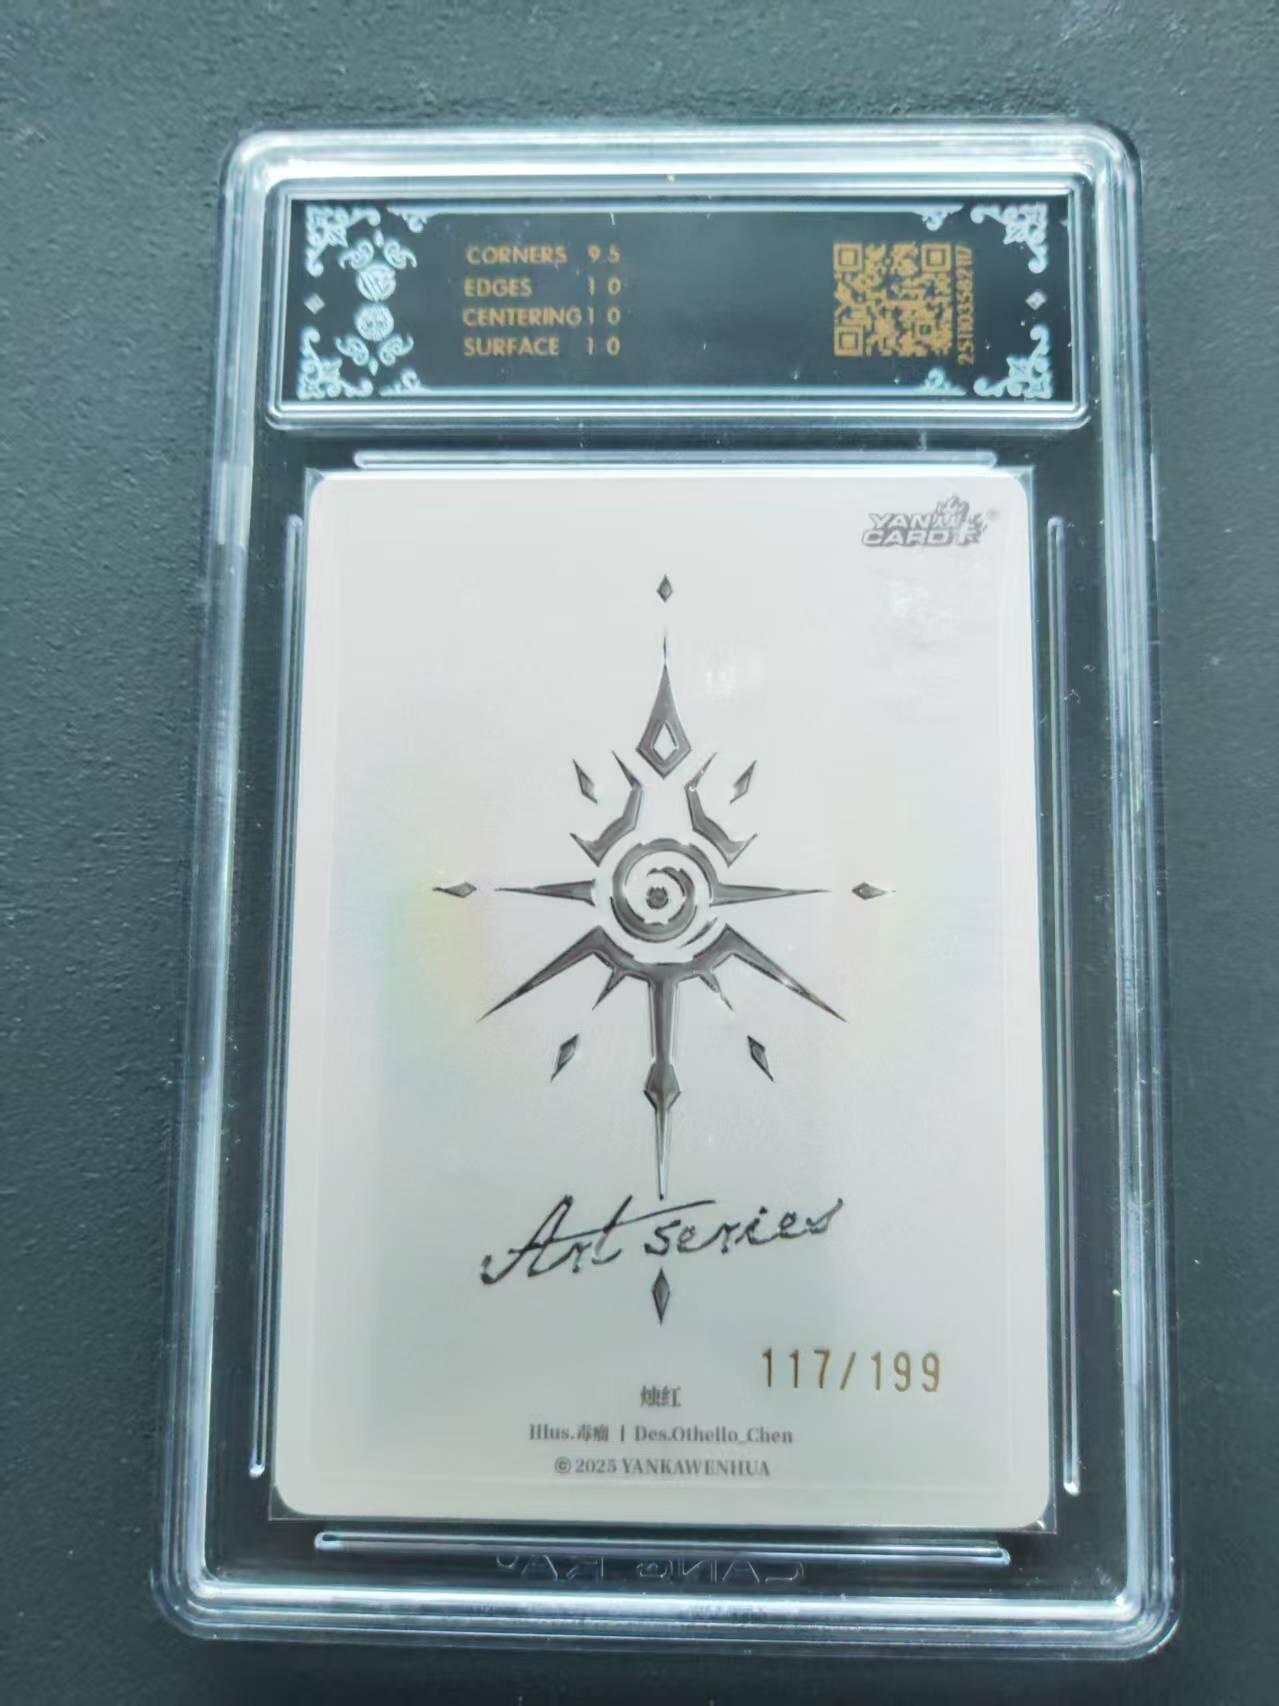 CORNERS 9.5
EDGES 10
CENTERING 10
SURFACE 10
YAN
CARD
Art series
117/199
烛红
Illus.毒瘤 | Des.Othello_Chen
© 2025 YANKAWENHUA